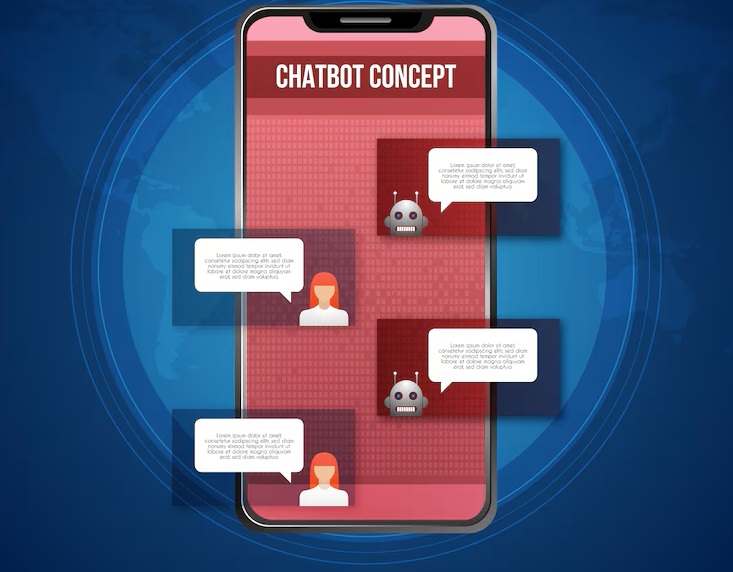 CHATBOT CONCEPT
Lorem ipsum dolor sit amet,
consetetur sadipscing elitr, sed diam
nonumy eirmod tempor invidunt ut
labore et dolore magna aliquyam
erat, sed diam voluptua.
Lorem ipsum dolor sit amet,
consetetur sadipscing elitr, sed diam
nonumy eirmod tempor invidunt ut
labore et dolore magna aliquyam
erat, sed diam voluptua.
Lorem ipsum dolor sit amet,
consetetur sadipscing elitr, sed diam
nonumy eirmod tempor invidunt ut
labore et dolore magna aliquyam
erat, sed diam voluptua.
Lorem ipsum dolor sit amet,
consetetur sadipscing elitr, sed diam
nonumy eirmod tempor invidunt ut
labore et dolore magna aliquyam
erat, sed diam voluptua.